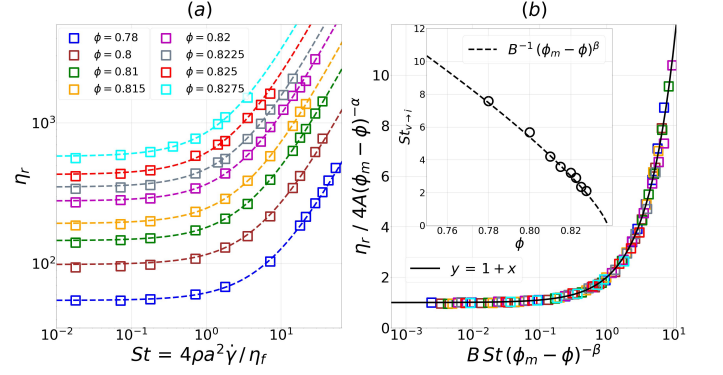 (a)
ϕ = 0.78
ϕ = 0.8
ϕ = 0.81
ϕ = 0.815
ϕ = 0.82
ϕ = 0.8225
ϕ = 0.825
ϕ = 0.8275
10³
10²
η_r
10⁻² 10⁻¹ 10⁰ 10¹
St = 4ρa²γ̇/η_f
(b)
12
10
8
6
4
2
0
η_r / 4A(ϕ_m − ϕ)^−α
12
10
8
6
4
2
0
St_v→i
B⁻¹(ϕ_m − ϕ)^β
0.76 0.78 0.80 0.82
ϕ
y = 1 + x
10⁻³ 10⁻² 10⁻¹ 10⁰ 10¹
B St (ϕ_m − ϕ)^−β